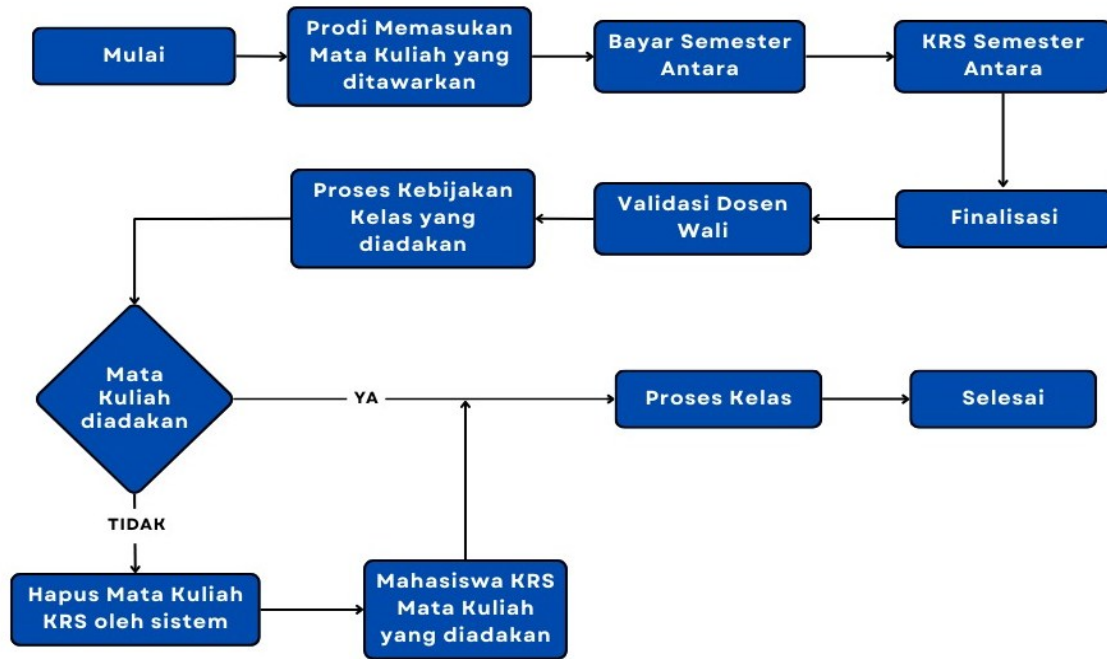 Mulai
Prodi Memasukan
Mata Kuliah yang
ditawarkan
Bayar Semester
Antara
KRS Semester
Antara
Finalisasi
Validasi Dosen
Wali
Proses Kebijakan
Kelas yang
diadakan
Mata
Kuliah
diadakan
YA
Proses Kelas
Selesai
TIDAK
Hapus Mata Kuliah
KRS oleh sistem
Mahasiswa KRS
Mata Kuliah
yang diadakan